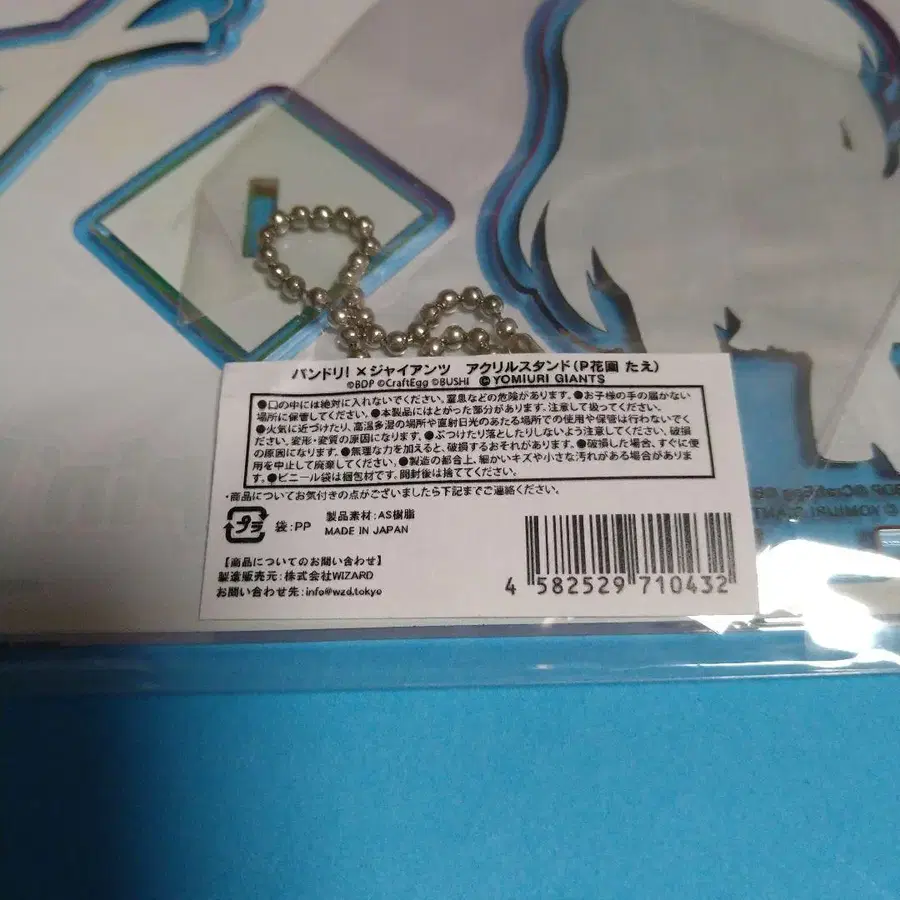 バンドリ!×ジャイアンツ アクリルスタンド(P花園 たえ)
©BDP ©CraftEgg ©BUSHI ©YOMIURI GIANTS
●口の中には絶対に入れないでください。窒息などの危険があります。●お子様の手の届かない
場所に保管してください。●本製品にはとがった部分があります。注意して扱ってください。
●火気に近づけたり、高温多湿の場所や直射日光のあたる場所での使用や保管は行わないでく
ださい。変形・変質の原因になります。●ぶつけたり落としたりしないよう注意してください。破損
の原因になります。●無理な力を加えると、破損するおそれがあります。●破損した場合、すぐに使
用を中止して廃棄してください。●製造の都合上、細かいキズや小さな汚れがある場合がありま
す。●ビニール袋は梱包材です。開封後は捨ててください。
・商品についてお気付きの点がございましたら下記までご連絡ください。
プラ 袋:PP 製品素材:AS樹脂
MADE IN JAPAN
【商品についてのお問い合わせ】
製造販売元:株式会社WIZARD
お問い合わせ先:info@wzd.tokyo
4 582529 710432